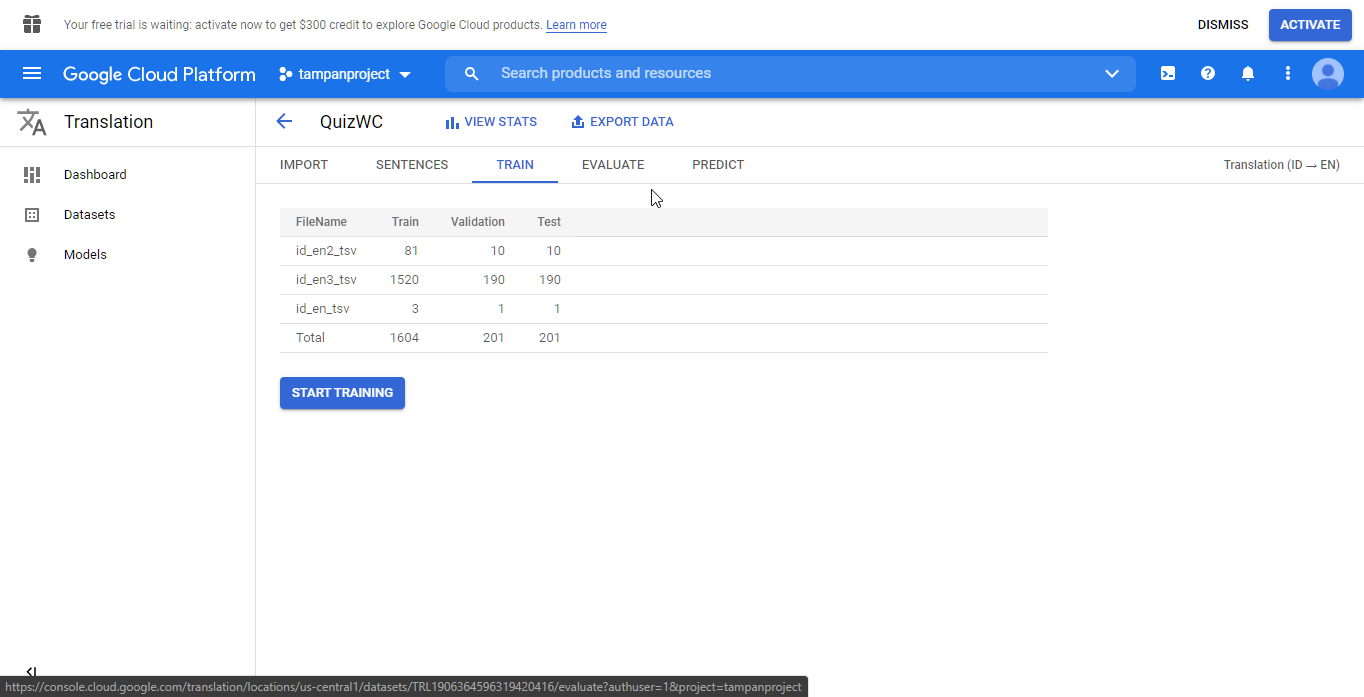 Your free trial is waiting: activate now to get $300 credit to explore Google Cloud products. Learn more
DISMISS
ACTIVATE
Google Cloud Platform
tampanproject
Search products and resources
Translation
QuizWC
VIEW STATS
EXPORT DATA
Dashboard
Datasets
Models
IMPORT
SENTENCES
TRAIN
EVALUATE
PREDICT
Translation (ID → EN)
FileName Train Validation Test
id_en2_tsv 81 10 10
id_en3_tsv 1520 190 190
id_en_tsv 3 1 1
Total 1604 201 201
START TRAINING
https://console.cloud.google.com/translation/locations/us-central1/datasets/TRL1906364596319420416/evaluate?authuser=1&project=tampanproject